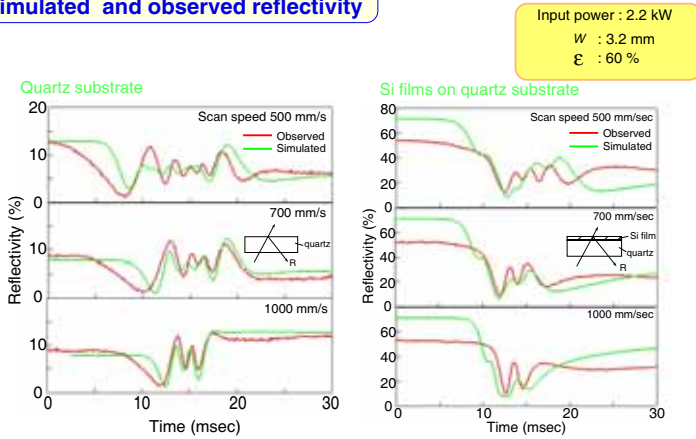 imulated and observed reflectivity
Input power : 2.2 kW
W : 3.2 mm
ε : 60 %
Quartz substrate
20
10
0
Scan speed 500 mm/s
Observed
Simulated
10
0
700 mm/s
quartz
R
10
0
1000 mm/s
Reflectivity (%)
0 10 20 30
Time (msec)
Si films on quartz substrate
80
60
40
20
0
Scan speed 500 mm/sec
Observed
Simulated
60
40
20
0
700 mm/sec
Si film
quartz
R
60
40
20
0
1000 mm/sec
Reflectivity (%)
0 10 20 30
Time (msec)